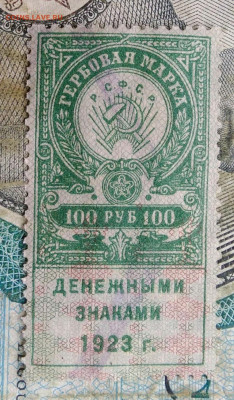 ГЕРБОВАЯ МАРКА
Р.С.Ф.С.Р.
100 РУБ 100
ДЕНЕЖНЫМИ
ЗНАКАМИ
1923 г.